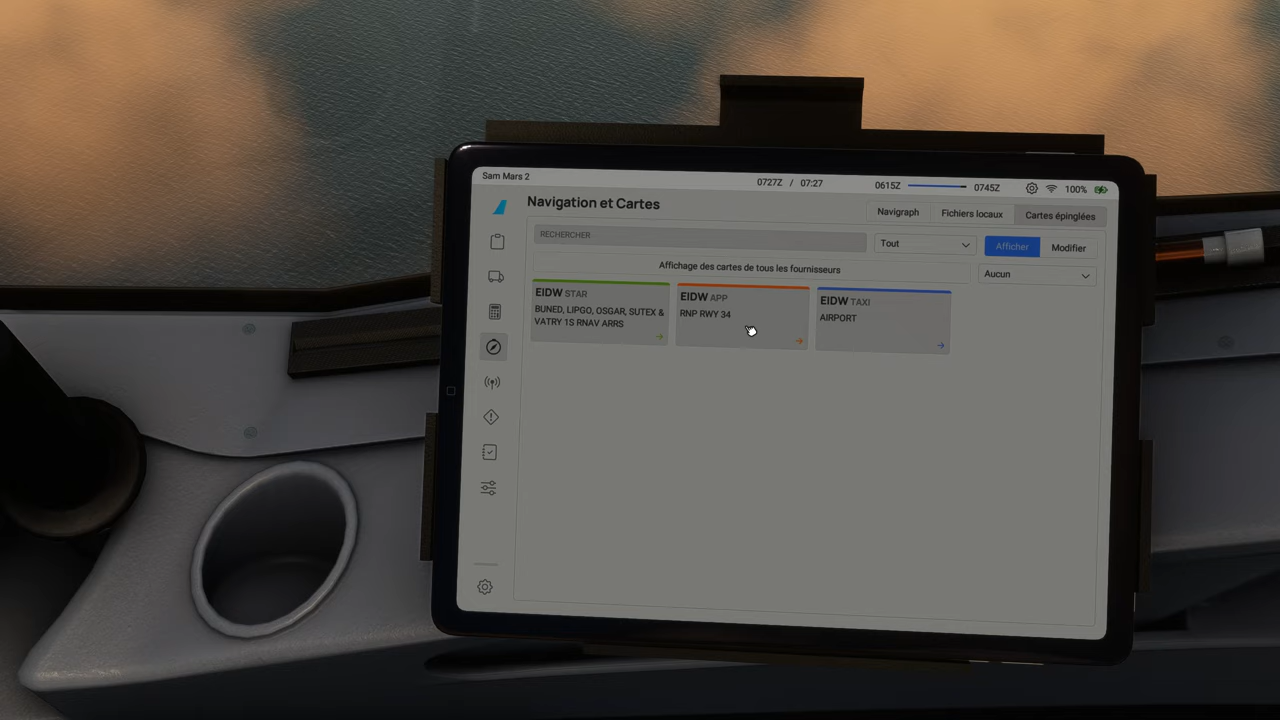 Sam Mars 2
0727Z / 07:27
0615Z
0745Z
100%
Navigation et Cartes
Navigraph
Fichiers locaux
Cartes épinglées
RECHERCHER
Tout
Afficher
Modifier
Affichage des cartes de tous les fournisseurs
Aucun
EIDW STAR
BUNED, LIPGO, OSGAR, SUTEX &
VATRY 1S RNAV ARRS
EIDW APP
RNP RWY 34
EIDW TAXI
AIRPORT